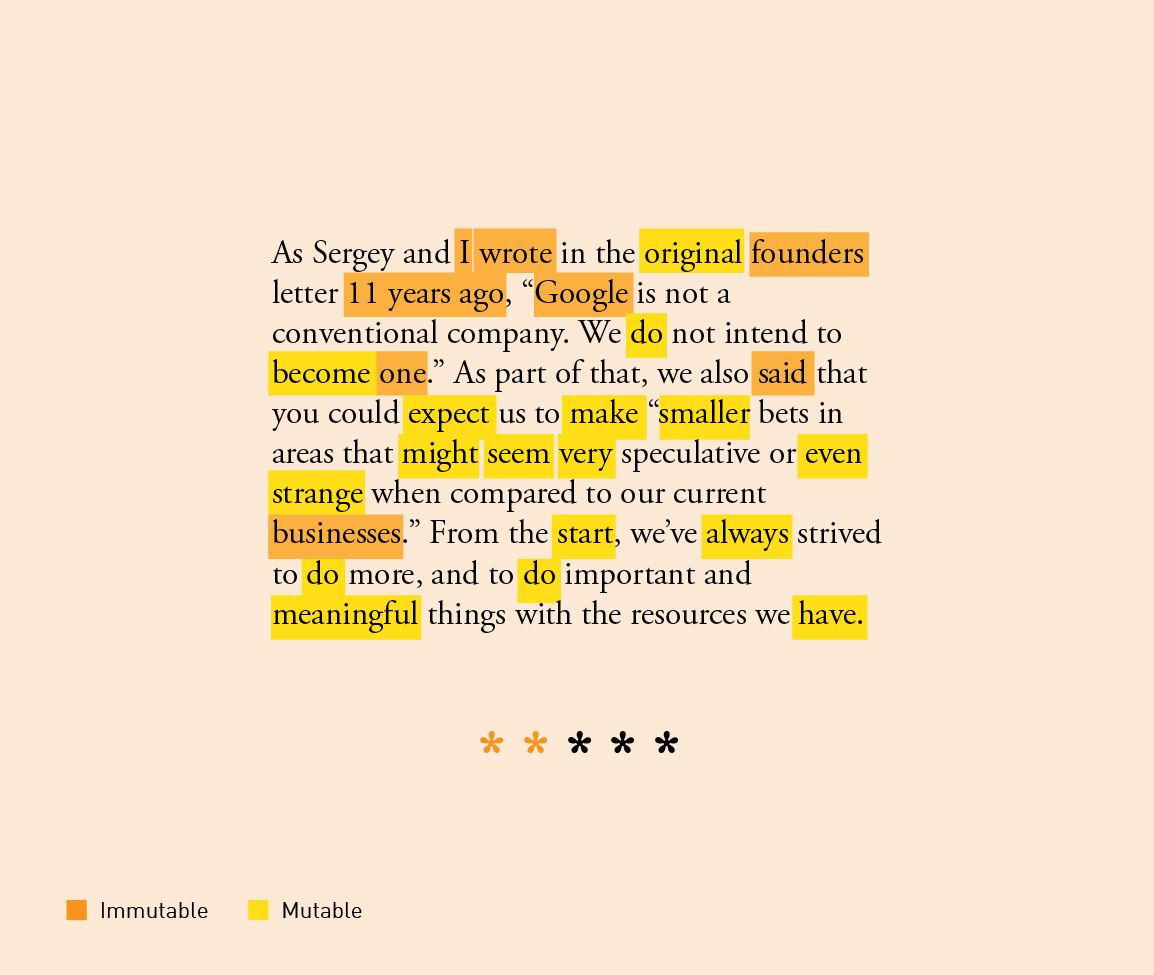 As Sergey and I wrote in the original founders
letter 11 years ago, “Google is not a
conventional company. We do not intend to
become one.” As part of that, we also said that
you could expect us to make “smaller bets in
areas that might seem very speculative or even
strange when compared to our current
businesses.” From the start, we’ve always strived
to do more, and to do important and
meaningful things with the resources we have.
* * * * *
Immutable Mutable